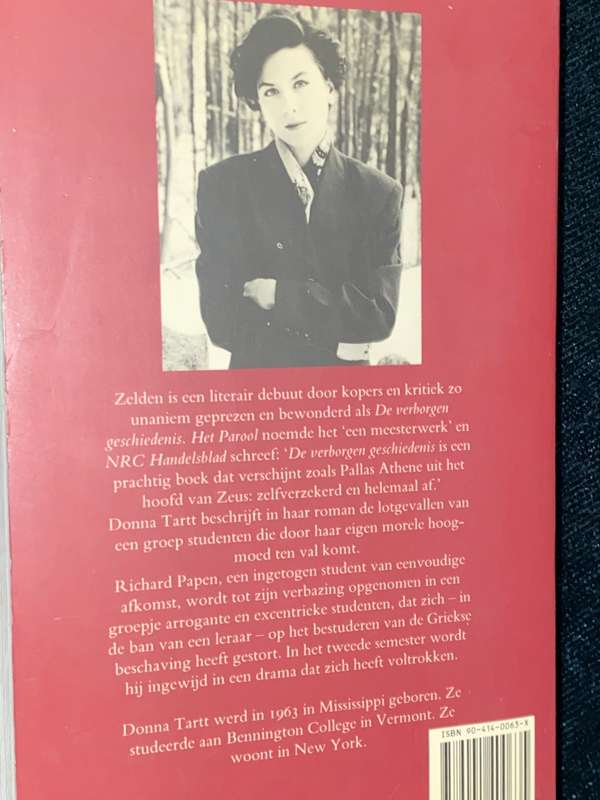 Zelden is een literair debuut door kopers en kritiek zo
unaniem geprezen en bewonderd als De verborgen
geschiedenis. Het Parool noemde het ‘een meesterwerk’ en
NRC Handelsblad schreef: ‘De verborgen geschiedenis is een
prachtig boek dat verschijnt zoals Pallas Athene uit het
hoofd van Zeus: zelfverzekerd en helemaal af.’
Donna Tartt beschrijft in haar roman de lotgevallen van
een groep studenten die door haar eigen morele hoog-
moed ten val komt.
Richard Papen, een ingetogen student van eenvoudige
afkomst, wordt tot zijn verbazing opgenomen in een
groepje arrogante en excentrieke studenten, dat zich – in
de ban van een leraar – op het bestuderen van de Griekse
beschaving heeft gestort. In het tweede semester wordt
hij ingewijd in een drama dat zich heeft voltrokken.
Donna Tartt werd in 1963 in Mississippi geboren. Ze
studeerde aan Bennington College in Vermont. Ze
woont in New York.
ISBN 90-414-0063-X